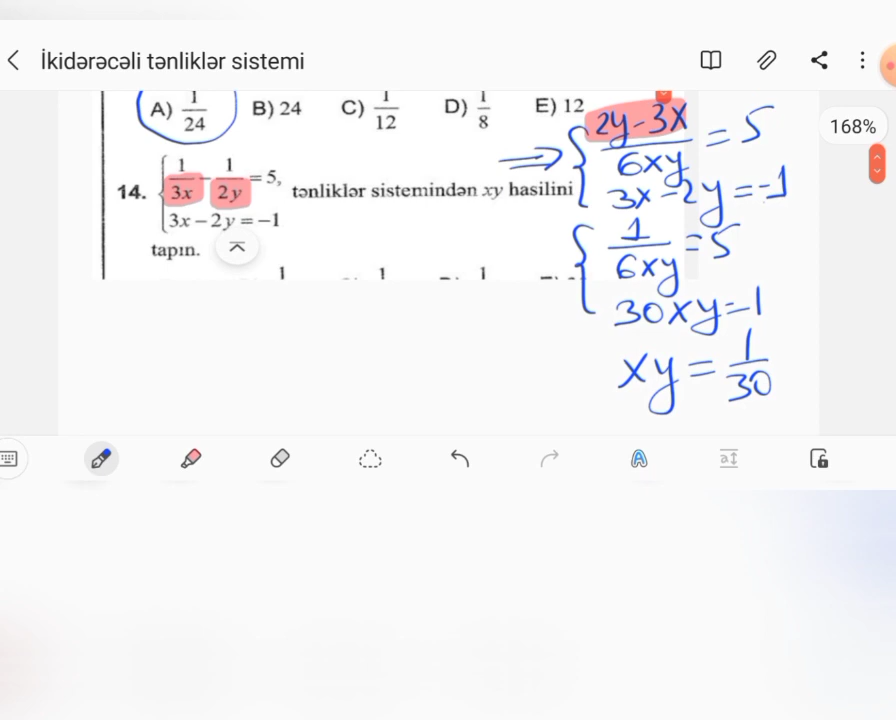 İkidərəcəli tənliklər sistemi
A) 1/24 B) 24 C) 1/12 D) 1/8 E) 12
168%
14. { 1/3x - 1/2y = 5, tənliklər sistemindən xy hasilini
3x - 2y = -1
tapın.
=> { 2y-3x/6xy = 5
3x-2y=-1
{ 1/6xy = 5
30xy=1
xy = 1/30